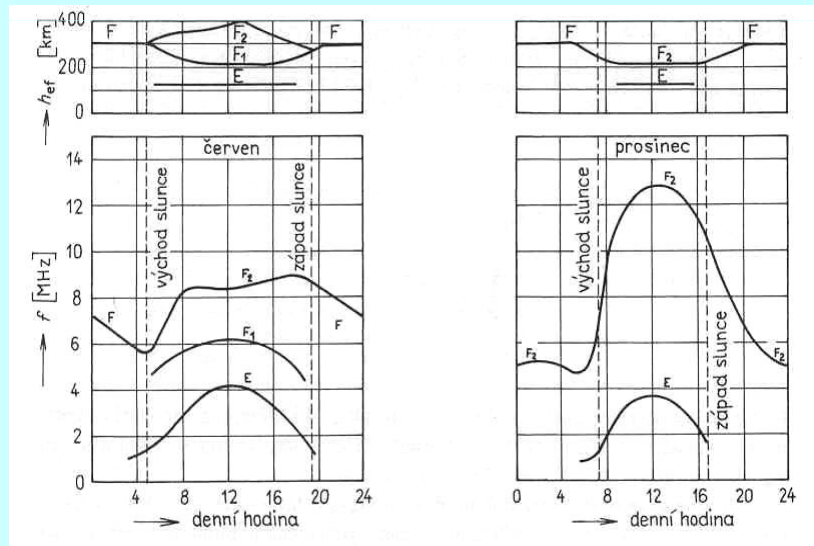 h ef [km]
400
200
0
F
F₂
F₁
E
F
F
F₂
E
F
f [MHz]
14
12
10
8
6
4
2
0
červen
východ slunce
západ slunce
F
F₂
F
F₁
E
4
8
12
16
20
24
denní hodina
prosinec
východ slunce
západ slunce
F₂
F₂
F₂
E
0
4
8
12
16
20
24
denní hodina